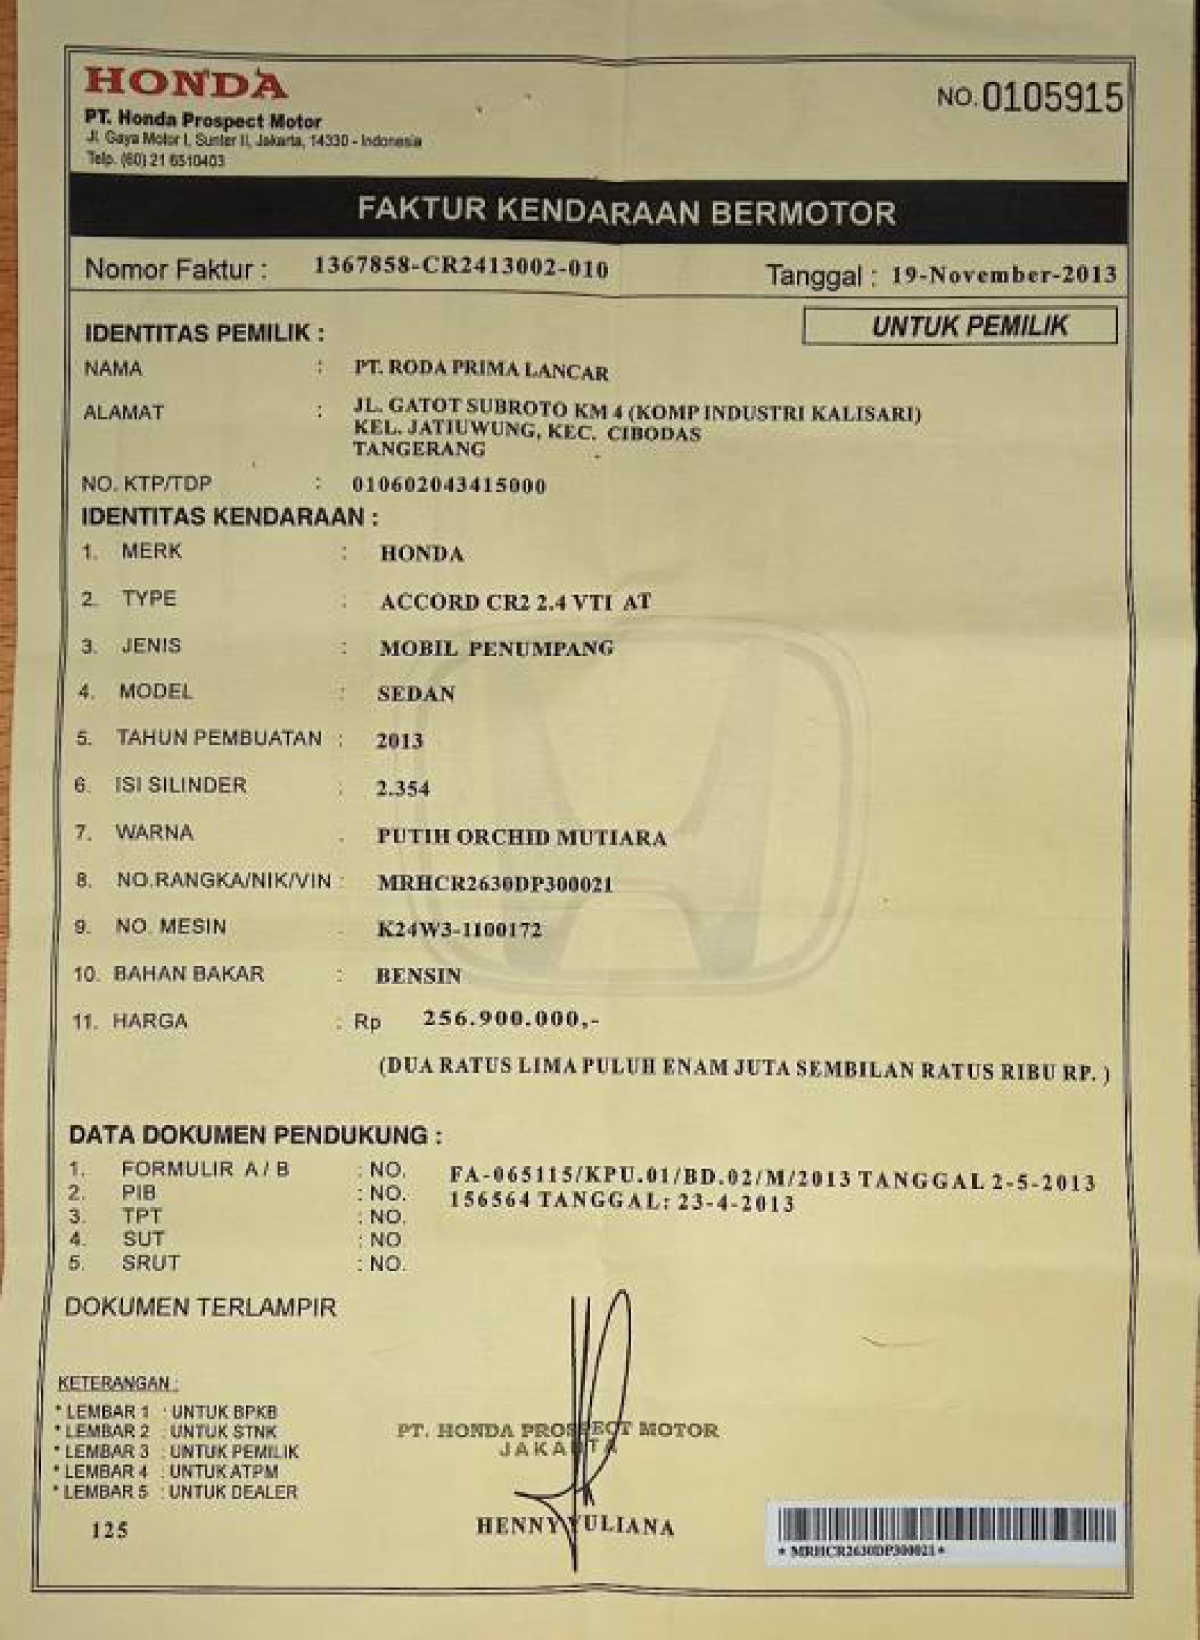 HONDA
PT. Honda Prospect Motor
Jl. Gaya Motor I, Sunter II, Jakarta, 14330 - Indonesia
Telp. (60) 21 6510403
NO. 0105915
FAKTUR KENDARAAN BERMOTOR
Nomor Faktur : 1367858-CR2413002-010
Tanggal : 19-November-2013
IDENTITAS PEMILIK :
UNTUK PEMILIK
NAMA : PT. RODA PRIMA LANCAR
ALAMAT : JL. GATOT SUBROTO KM 4 (KOMP INDUSTRI KALISARI)
KEL. JATIUWUNG, KEC. CIBODAS
TANGERANG
NO. KTP/TDP : 010602043415000
IDENTITAS KENDARAAN :
1. MERK : HONDA
2. TYPE : ACCORD CR2 2.4 VTI AT
3. JENIS : MOBIL PENUMPANG
4. MODEL : SEDAN
5. TAHUN PEMBUATAN : 2013
6. ISI SILINDER : 2.354
7. WARNA : PUTIH ORCHID MUTIARA
8. NO.RANGKA/NIK/VIN : MRHCR2630DP300021
9. NO. MESIN : K24W3-1100172
10. BAHAN BAKAR : BENSIN
11. HARGA : Rp 256.900.000,-
(DUA RATUS LIMA PULUH ENAM JUTA SEMBILAN RATUS RIBU RP. )
DATA DOKUMEN PENDUKUNG :
1. FORMULIR A / B : NO. FA-065115/KPU.01/BD.02/M/2013 TANGGAL 2-5-2013
2. PIB : NO. 156564 TANGGAL: 23-4-2013
3. TPT : NO.
4. SUT : NO
5. SRUT : NO.
DOKUMEN TERLAMPIR
KETERANGAN :
* LEMBAR 1 : UNTUK BPKB
* LEMBAR 2 : UNTUK STNK
* LEMBAR 3 : UNTUK PEMILIK
* LEMBAR 4 : UNTUK ATPM
* LEMBAR 5 : UNTUK DEALER
125
PT. HONDA PROSPECT MOTOR
JAKARTA
HENNY YULIANA
* MRHCR2630DP300021 *